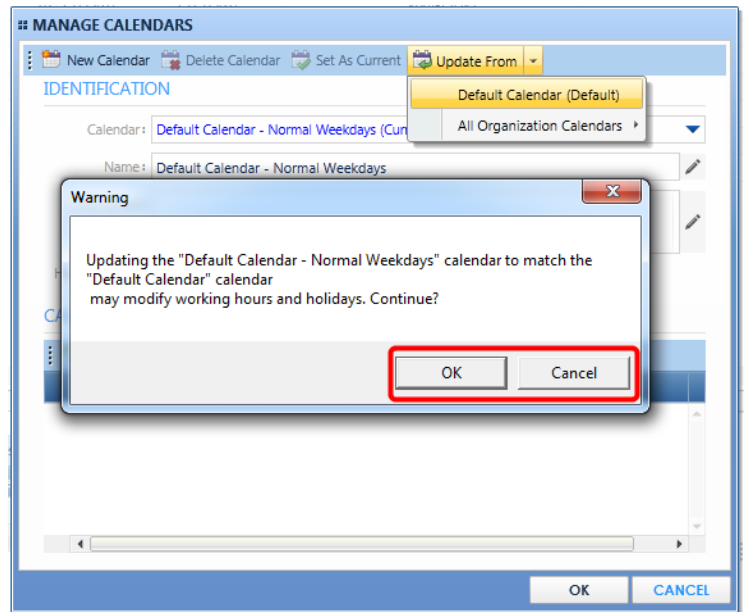 MANAGE CALENDARS
New Calendar Delete Calendar Set As Current Update From
IDENTIFICATION
Default Calendar (Default)
All Organization Calendars
Calendar: Default Calendar - Normal Weekdays (Cur
Name: Default Calendar - Normal Weekdays
Warning
Updating the "Default Calendar - Normal Weekdays" calendar to match the
"Default Calendar" calendar
may modify working hours and holidays. Continue?
H
CA
OK Cancel
OK CANCEL